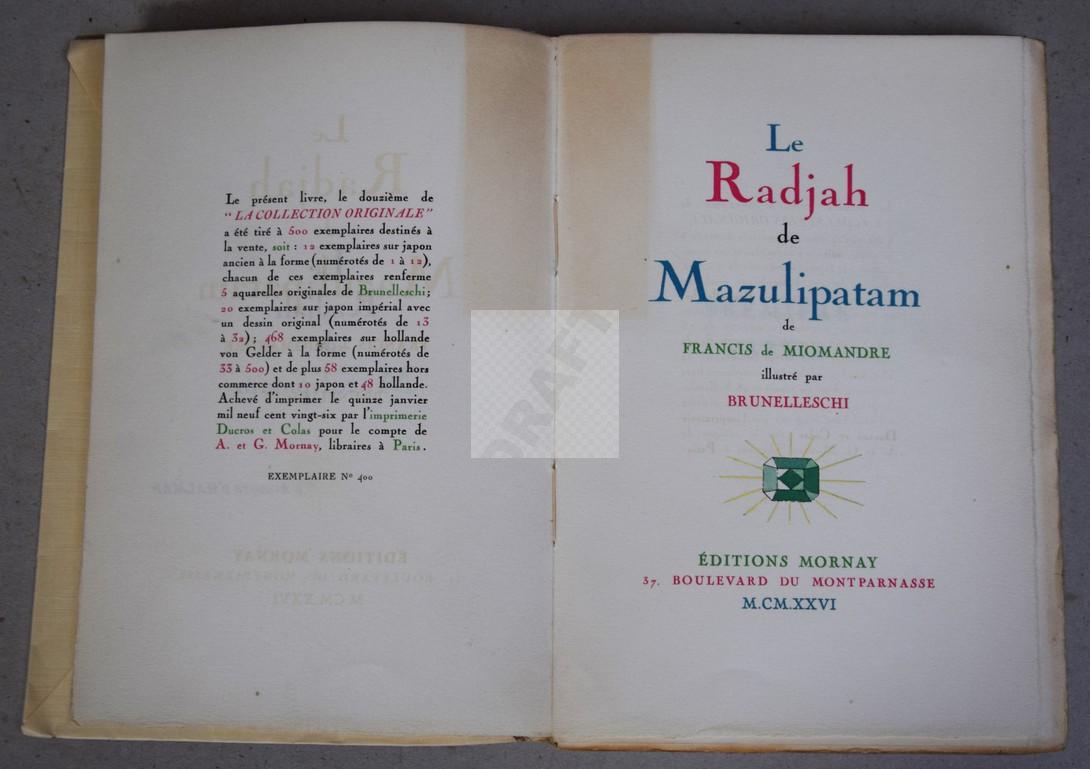 Le présent livre, le douzième de
"LA COLLECTION ORIGINALE"
a été tiré à 500 exemplaires destinés à
la vente, soit : 12 exemplaires sur japon
ancien à la forme (numérotés de 1 à 12),
chacun de ces exemplaires renferme
5 aquarelles originales de Brunelleschi;
20 exemplaires sur japon impérial avec
un dessin original (numérotés de 13
à 32); 468 exemplaires sur hollande
von Gelder à la forme (numérotés de
33 à 500) et de plus 58 exemplaires hors
commerce dont 10 japon et 48 hollande.
Achevé d'imprimer le quinze janvier
mil neuf cent vingt-six par l'imprimerie
Ducros et Colas pour le compte de
A. et G. Mornay, libraires à Paris.
EXEMPLAIRE Nº 400
DRAFT
Le
Radjah
de
Mazulipatam
de
FRANCIS de MIOMANDRE
illustré par
BRUNELLESCHI
ÉDITIONS MORNAY
37, BOULEVARD DU MONTPARNASSE
M.CM.XXVI